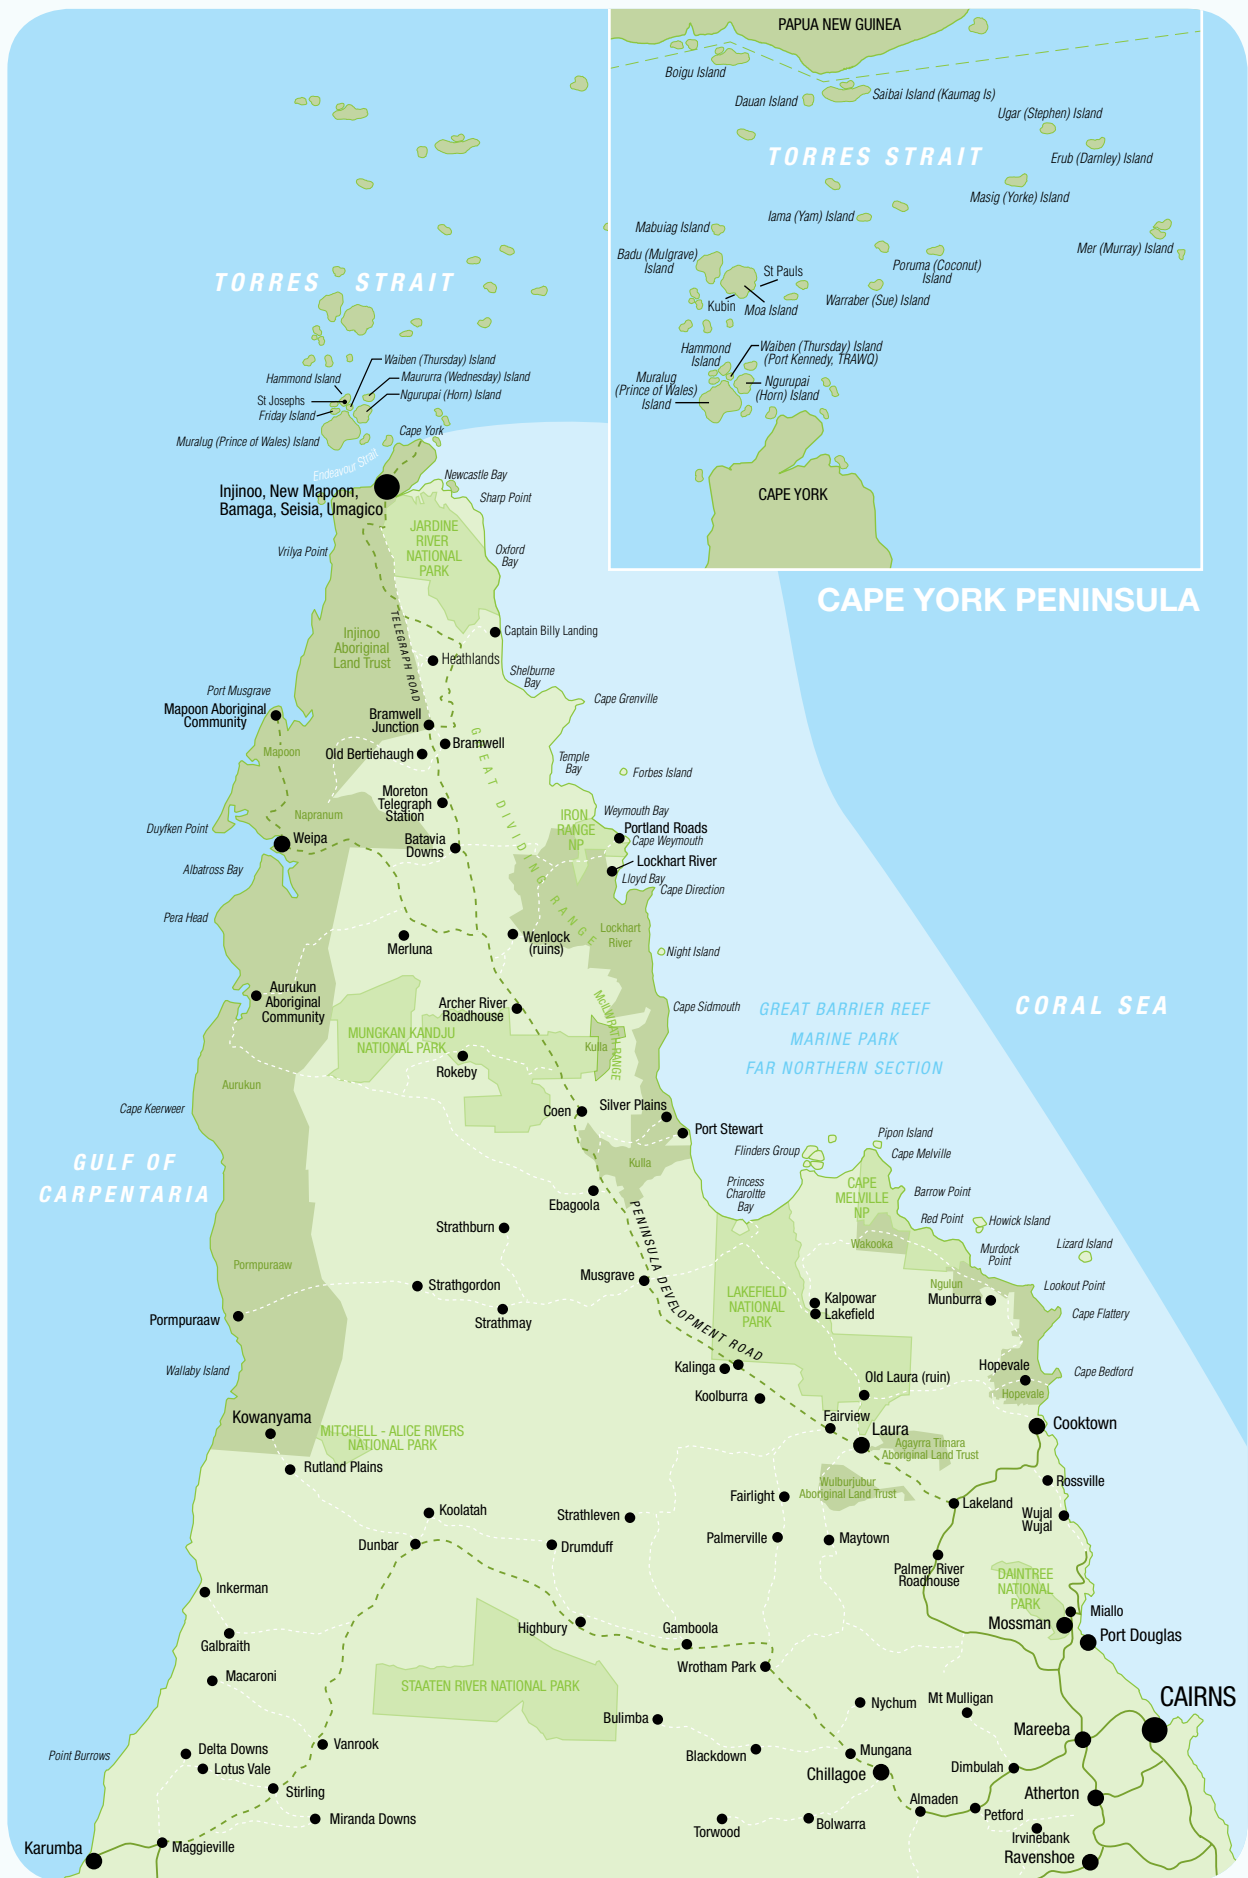 PAPUA NEW GUINEA
Boigu Island
Dauan Island
Saibai Island (Kaumag Is)
Ugar (Stephen) Island
Erub (Darnley) Island
TORRES STRAIT
Masig (Yorke) Island
Iama (Yam) Island
Mabuiag Island
Mer (Murray) Island
Badu (Mulgrave)
Island
St Pauls
Poruma (Coconut)
Island
Kubin
Moa Island
Warraber (Sue) Island
Hammond
Island
Waiben (Thursday) Island
(Port Kennedy, TRAWQ)
Muralug
(Prince of Wales)
Island
Ngurupai
(Horn) Island
CAPE YORK
CAPE YORK PENINSULA
TORRES STRAIT
Waiben (Thursday) Island
Hammond Island
Maururra (Wednesday) Island
St Josephs
Ngurupai (Horn) Island
Friday Island
Muralug (Prince of Wales) Island
Cape York
Endeavour Strait
Newcastle Bay
Injinoo, New Mapoon,
Bamaga, Seisia, Umagico
Sharp Point
JARDINE
RIVER
NATIONAL
PARK
Vrilya Point
Oxford
Bay
TELEGRAPH ROAD
Injinoo
Aboriginal
Land Trust
Captain Billy Landing
Heathlands
Shelburne
Bay
Port Musgrave
Cape Grenville
Mapoon Aboriginal
Community
Bramwell
Junction
Bramwell
Old Bertiehaugh
GREAT DIVIDING RANGE
Mapoon
Temple
Bay
Forbes Island
Moreton
Telegraph
Station
Napranum
Weymouth Bay
IRON
RANGE
NP
Portland Roads
Cape Weymouth
Duyfken Point
Weipa
Batavia
Downs
Lockhart River
Lloyd Bay
Cape Direction
Albatross Bay
Pera Head
Merluna
Wenlock
(ruins)
Lockhart
River
Night Island
Aurukun
Aboriginal
Community
Archer River
Roadhouse
McILWRAITH RANGE
Cape Sidmouth
GREAT BARRIER REEF
MARINE PARK
FAR NORTHERN SECTION
CORAL SEA
MUNGKAN KANDJU
NATIONAL PARK
Kulla
Rokeby
Aurukun
Cape Keerweer
Coen
Silver Plains
Port Stewart
Pipon Island
Flinders Group
Cape Melville
GULF OF
CARPENTARIA
Kulla
Princess
Charoltte
Bay
CAPE
MELVILLE
NP
Barrow Point
Ebagoola
Red Point
Howick Island
Strathburn
PENINSULA DEVELOPMENT ROAD
Wakooka
Murdock
Point
Lizard Island
Pormpuraaw
Musgrave
Strathgordon
LAKEFIELD
NATIONAL
PARK
Ngulun
Lookout Point
Kalpowar
Munburra
Lakefield
Cape Flattery
Pormpuraaw
Strathmay
Wallaby Island
Kalinga
Hopevale
Cape Bedford
Koolburra
Old Laura (ruin)
Hopevale
Kowanyama
Fairview
Cooktown
MITCHELL - ALICE RIVERS
NATIONAL PARK
Laura
Agayrra Timara
Aboriginal Land Trust
Rutland Plains
Rossville
Wulburjubur
Aboriginal Land Trust
Fairlight
Lakeland
Koolatah
Strathleven
Wujal
Wujal
Dunbar
Drumduff
Palmerville
Maytown
Palmer River
Roadhouse
DAINTREE
NATIONAL
PARK
Inkerman
Miallo
Highbury
Gamboola
Mossman
Port Douglas
Galbraith
Wrotham Park
Macaroni
STAATEN RIVER NATIONAL PARK
Nychum
Mt Mulligan
CAIRNS
Bulimba
Mareeba
Vanrook
Point Burrows
Delta Downs
Blackdown
Mungana
Lotus Vale
Chillagoe
Dimbulah
Stirling
Atherton
Almaden
Petford
Miranda Downs
Torwood
Bolwarra
Irvinebank
Karumba
Maggieville
Ravenshoe